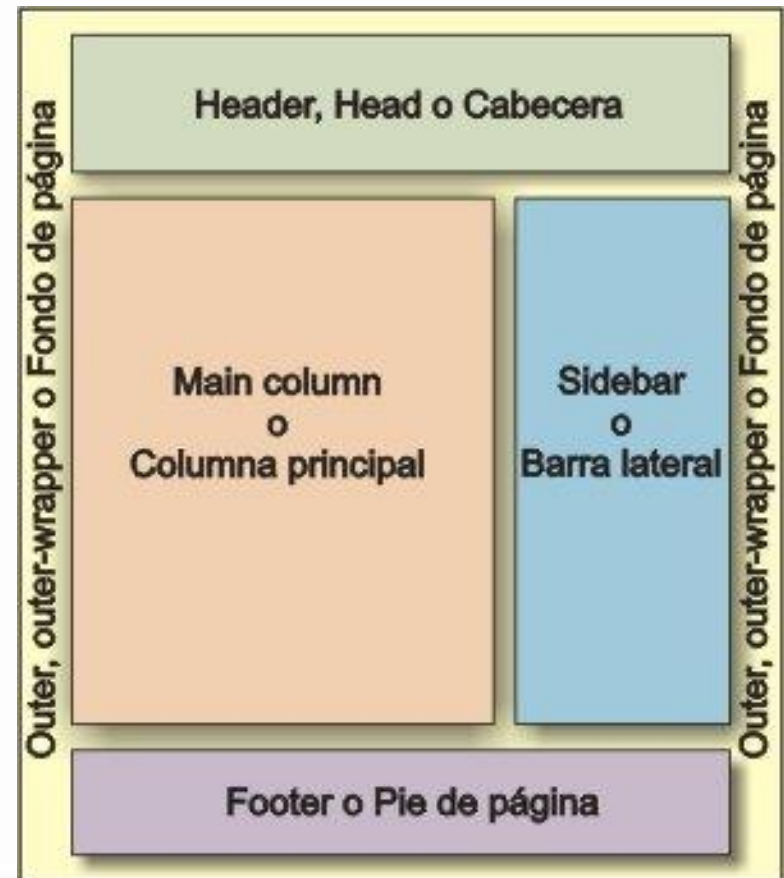 Header, Head o Cabecera
Outer, outer-wrapper o Fondo de página
Main column
o
Columna principal
Sidebar
o
Barra lateral
Outer, outer-wrapper o Fondo de página
Footer o Pie de página